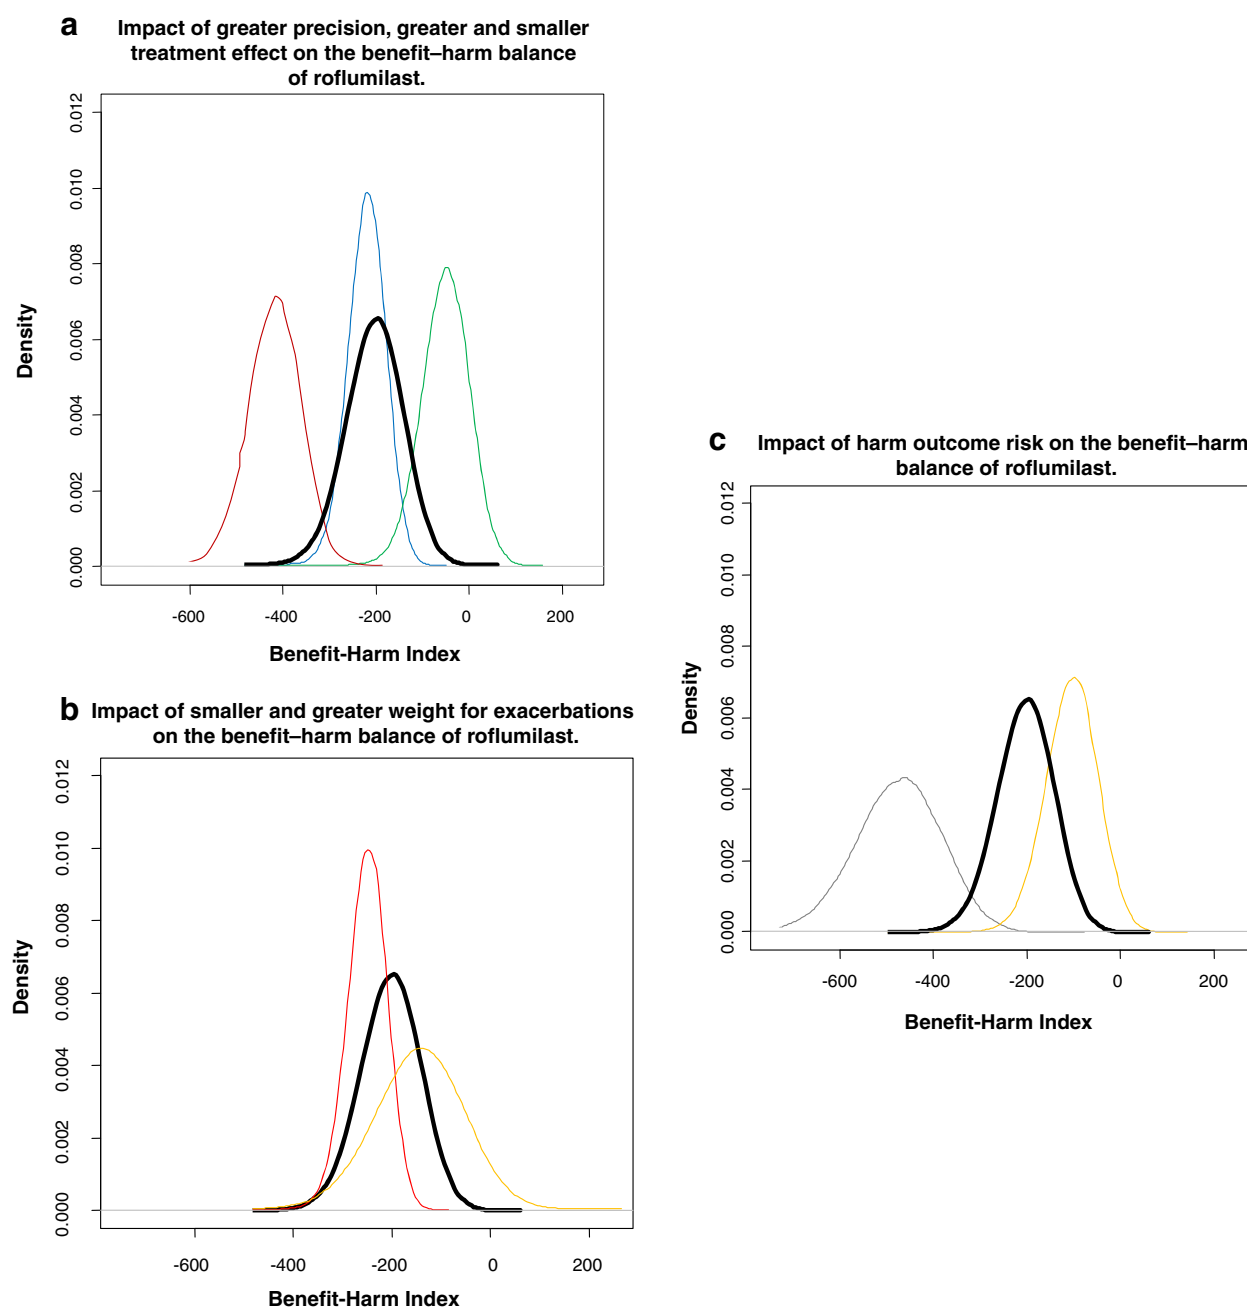 a
Impact of greater precision, greater and smaller
treatment effect on the benefit–harm balance
of roflumilast.
0.012
0.010
0.008
0.006
0.004
0.002
0.000
Density
-600 -400 -200 0 200
Benefit-Harm Index
b
Impact of smaller and greater weight for exacerbations
on the benefit–harm balance of roflumilast.
0.012
0.010
0.008
0.006
0.004
0.002
0.000
Density
-600 -400 -200 0 200
Benefit-Harm Index
c
Impact of harm outcome risk on the benefit–harm
balance of roflumilast.
0.012
0.010
0.008
0.006
0.004
0.002
0.000
Density
-600 -400 -200 0 200
Benefit-Harm Index